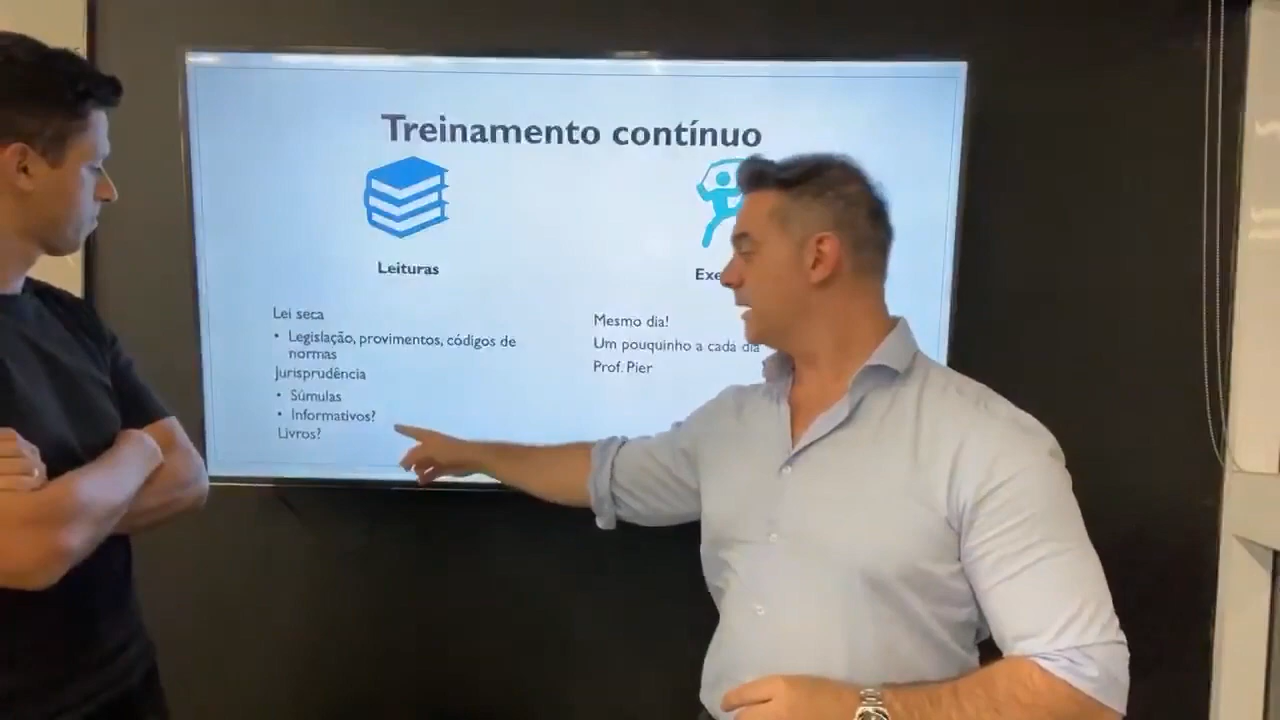 Treinamento contínuo
Leituras
Lei seca
• Legislação, provimentos, códigos de
normas
Jurisprudência
• Súmulas
• Informativos?
Livros?
Mesmo dia!
Um pouquinho a cada dia
Prof. Pier